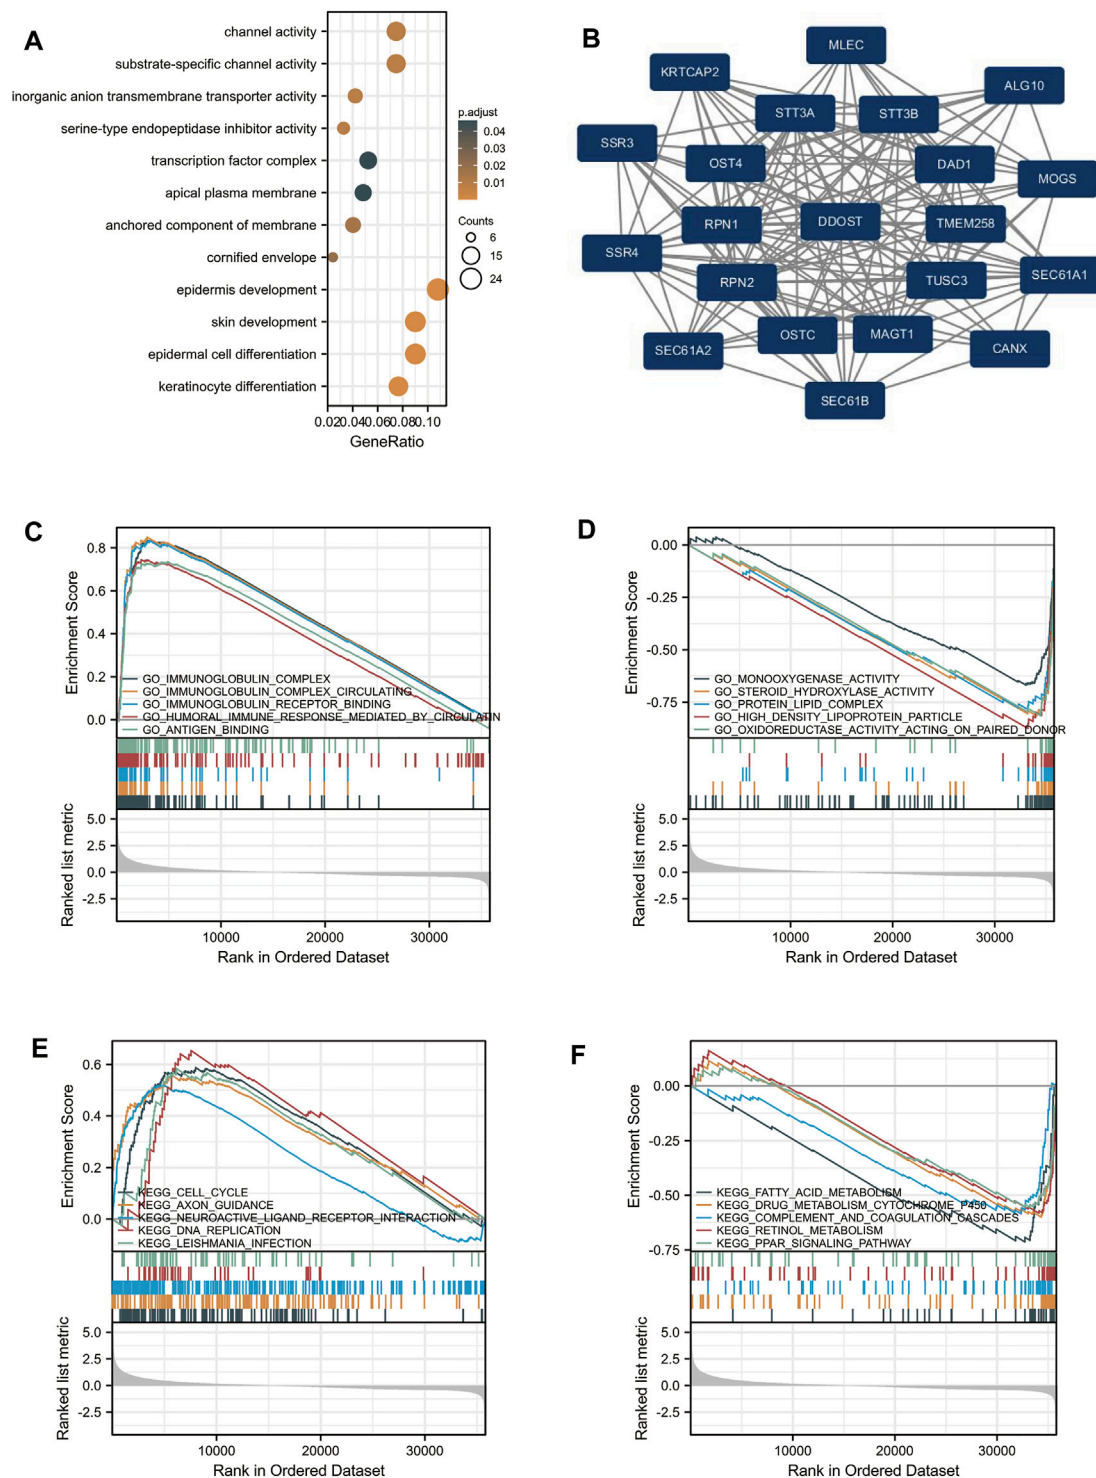 A
channel activity
substrate-specific channel activity
inorganic anion transmembrane transporter activity
serine-type endopeptidase inhibitor activity
transcription factor complex
apical plasma membrane
anchored component of membrane
cornified envelope
epidermis development
skin development
epidermal cell differentiation
keratinocyte differentiation
0.02 0.04 0.06 0.08 0.10
GeneRatio
p.adjust
0.04
0.03
0.02
0.01
Counts
6
15
24
B
MLEC
KRTCAP2
ALG10
STT3A
STT3B
SSR3
OST4
DAD1
MOGS
RPN1
DDOST
TMEM258
SSR4
RPN2
TUSC3
SEC61A1
SEC61A2
OSTC
MAGT1
CANX
SEC61B
C
Enrichment Score
0.8
0.6
0.4
0.2
0.0
GO_IMMUNOGLOBULIN_COMPLEX
GO_IMMUNOGLOBULIN_COMPLEX_CIRCULATING
GO_IMMUNOGLOBULIN_RECEPTOR_BINDING
GO_HUMORAL_IMMUNE_RESPONSE_MEDIATED_BY_CIRCULATIN
GO_ANTIGEN_BINDING
Ranked list metric
5.0
2.5
0.0
-2.5
10000 20000 30000
Rank in Ordered Dataset
D
Enrichment Score
0.00
-0.25
-0.50
-0.75
GO_MONOOXYGENASE_ACTIVITY
GO_STEROID_HYDROXYLASE_ACTIVITY
GO_PROTEIN_LIPID_COMPLEX
GO_HIGH_DENSITY_LIPOPROTEIN_PARTICLE
GO_OXIDOREDUCTASE_ACTIVITY_ACTING_ON_PAIRED_DONOR
Ranked list metric
5.0
2.5
0.0
-2.5
10000 20000 30000
Rank in Ordered Dataset
E
Enrichment Score
0.6
0.4
0.2
0.0
KEGG_CELL_CYCLE
KEGG_AXON_GUIDANCE
KEGG_NEUROACTIVE_LIGAND_RECEPTOR_INTERACTION
KEGG_DNA_REPLICATION
KEGG_LEISHMANIA_INFECTION
Ranked list metric
5.0
2.5
0.0
-2.5
10000 20000 30000
Rank in Ordered Dataset
F
Enrichment Score
0.00
-0.25
-0.50
-0.75
KEGG_FATTY_ACID_METABOLISM
KEGG_DRUG_METABOLISM_CYTOCHROME_P450
KEGG_COMPLEMENT_AND_COAGULATION_CASCADES
KEGG_RETINOL_METABOLISM
KEGG_PPAR_SIGNALING_PATHWAY
Ranked list metric
5.0
2.5
0.0
-2.5
10000 20000 30000
Rank in Ordered Dataset